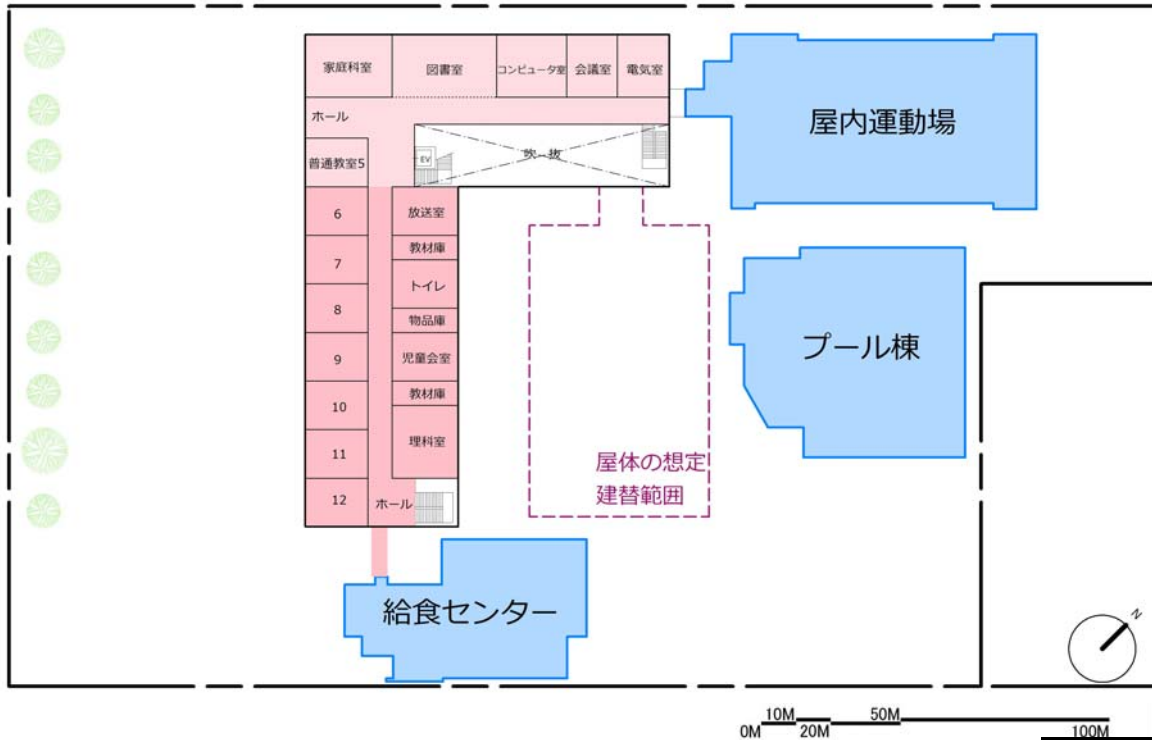 家庭科室
図書室
コンピュータ室
会議室
電気室
ホール
屋内運動場
普通教室5
EV
吹 抜
6
放送室
教材庫
7
トイレ
8
物品庫
9
児童会室
プール棟
10
教材庫
11
理科室
屋体の想定
建替範囲
12
ホール
給食センター
N
10M
50M
0M
20M
100M